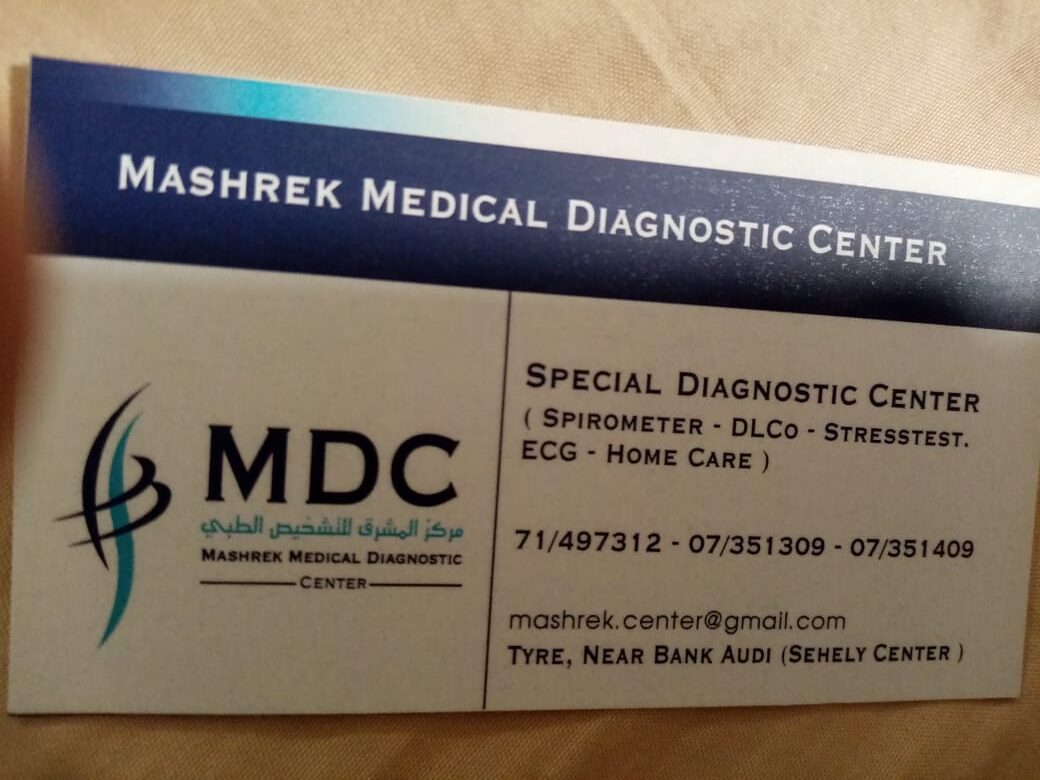 MASHREK MEDICAL DIAGNOSTIC CENTER
MDC
مركز المشرق للتشخيص الطبي
MASHREK MEDICAL DIAGNOSTIC
CENTER
SPECIAL DIAGNOSTIC CENTER
( SPIROMETER - DLCO - STRESSTEST.
ECG - HOME CARE )
71/497312 - 07/351309 - 07/351409
mashrek.center@gmail.com
TYRE, NEAR BANK AUDI (SEHELY CENTER )